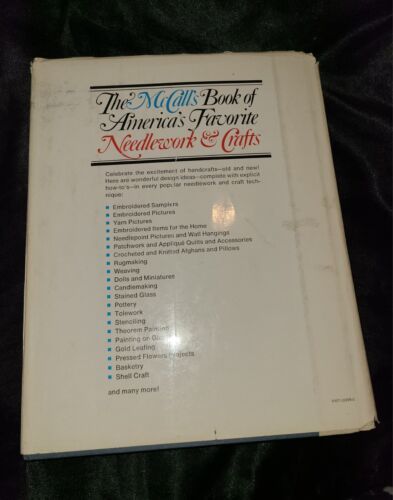 The McCall's Book of
America's Favorite
Needlework & Crafts
Celebrate the excitement of handcrafts—old and new!
Here are wonderful design ideas—complete with explicit
how-to's—in every popular needlework and craft tech-
nique:
Embroidered Samplers
Embroidered Pictures
Yarn Pictures
Embroidered Items for the Home
Needlepoint Pictures and Wall Hangings
Patchwork and Appliqué Quilts and Accessories
Crocheted and Knitted Afghans and Pillows
Rugmaking
Weaving
Dolls and Miniatures
Candlemaking
Stained Glass
Pottery
Tolework
Stenciling
Theorem Painting
Painting on
Gold Leafing
Pressed Flowers Projects
Basketry
Shell Craft
and many more!